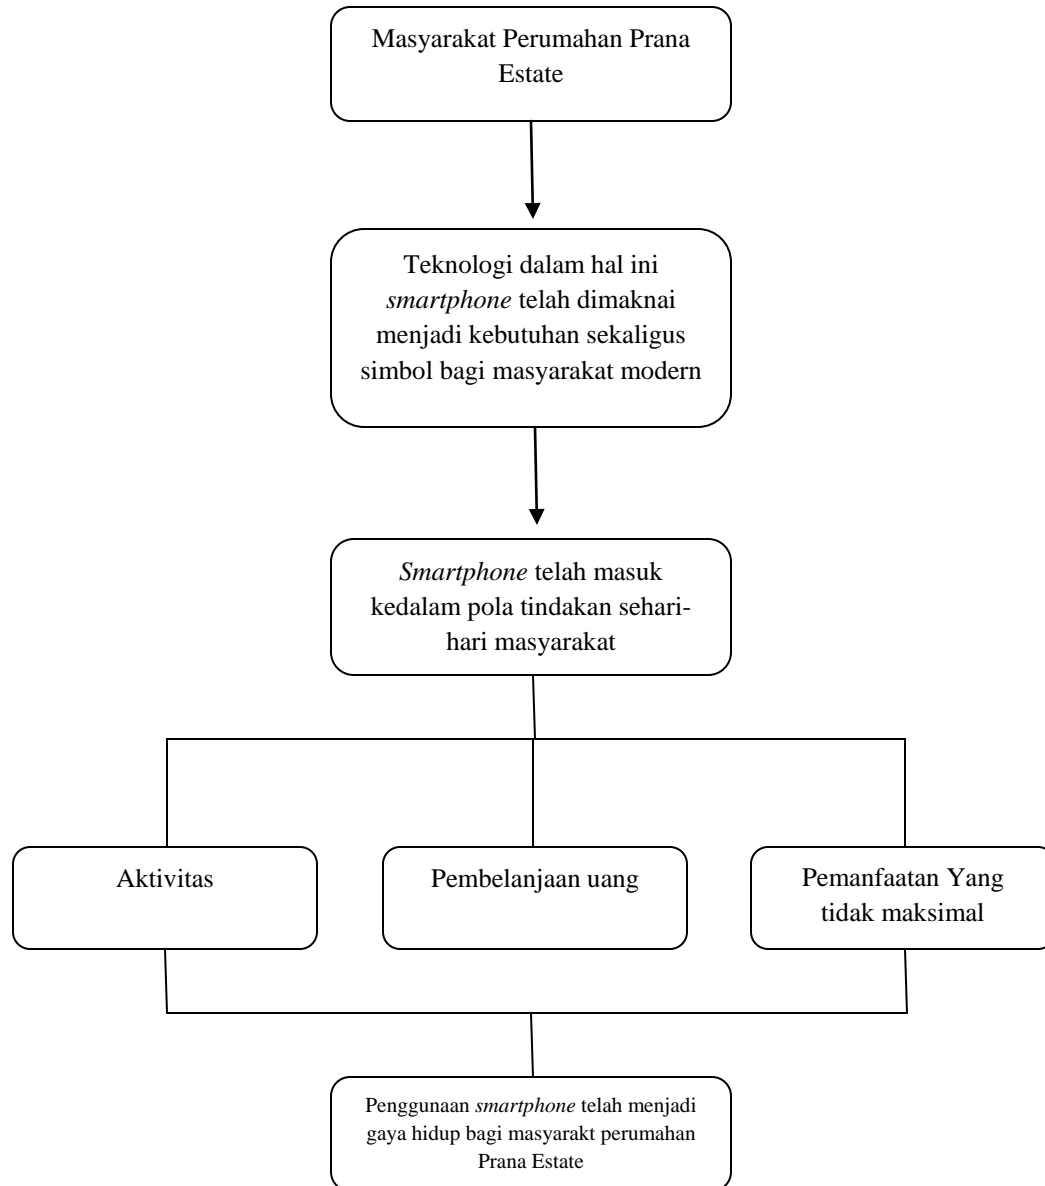 Masyarakat Perumahan Prana
Estate
Teknologi dalam hal ini
smartphone telah dimaknai
menjadi kebutuhan sekaligus
simbol bagi masyarakat modern
Smartphone telah masuk
kedalam pola tindakan sehari-
hari masyarakat
Aktivitas
Pembelanjaan uang
Pemanfaatan Yang
tidak maksimal
Penggunaan smartphone telah menjadi
gaya hidup bagi masyarakt perumahan
Prana Estate